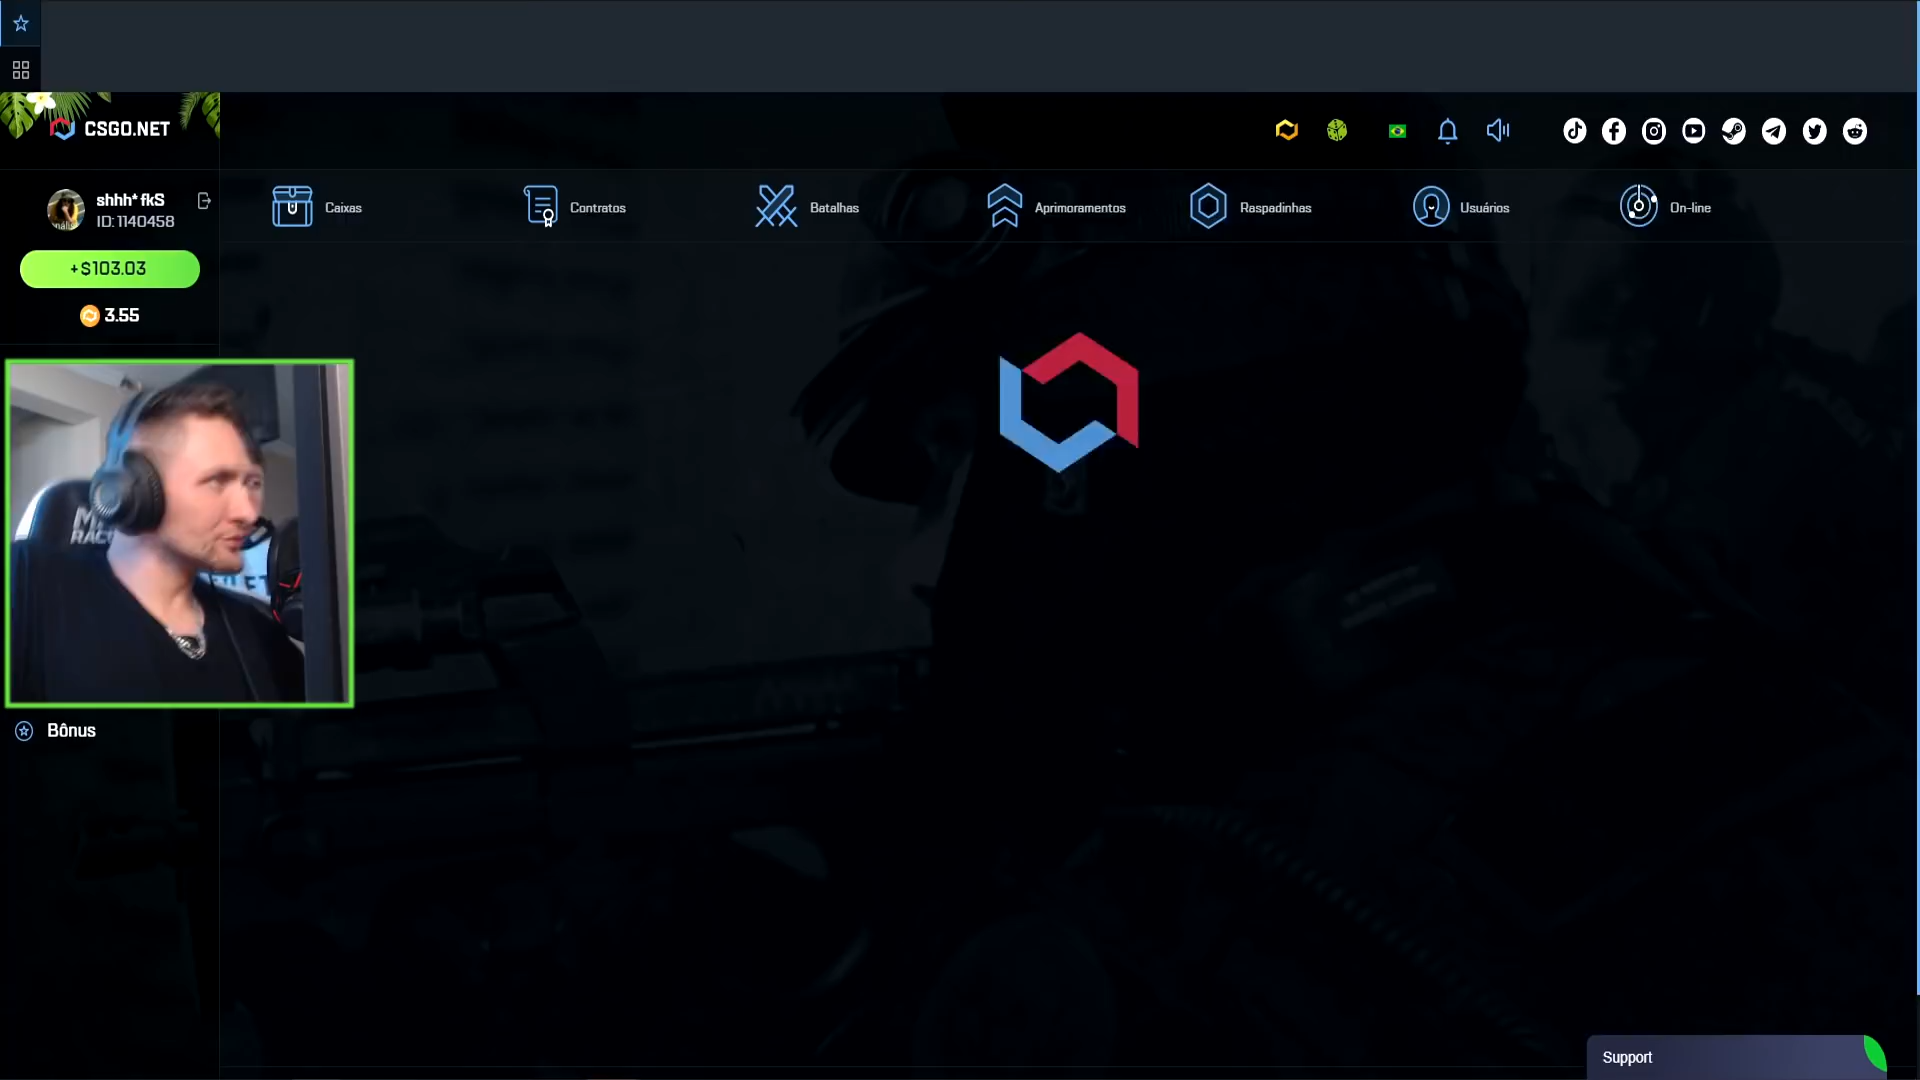 CSGO.NET
shhh* fkS
ID: 1140458
+$103.03
3.55
Caixas
Contratos
Batalhas
Aprimoramentos
Raspadinhas
Usuários
On-line
Bônus
Support